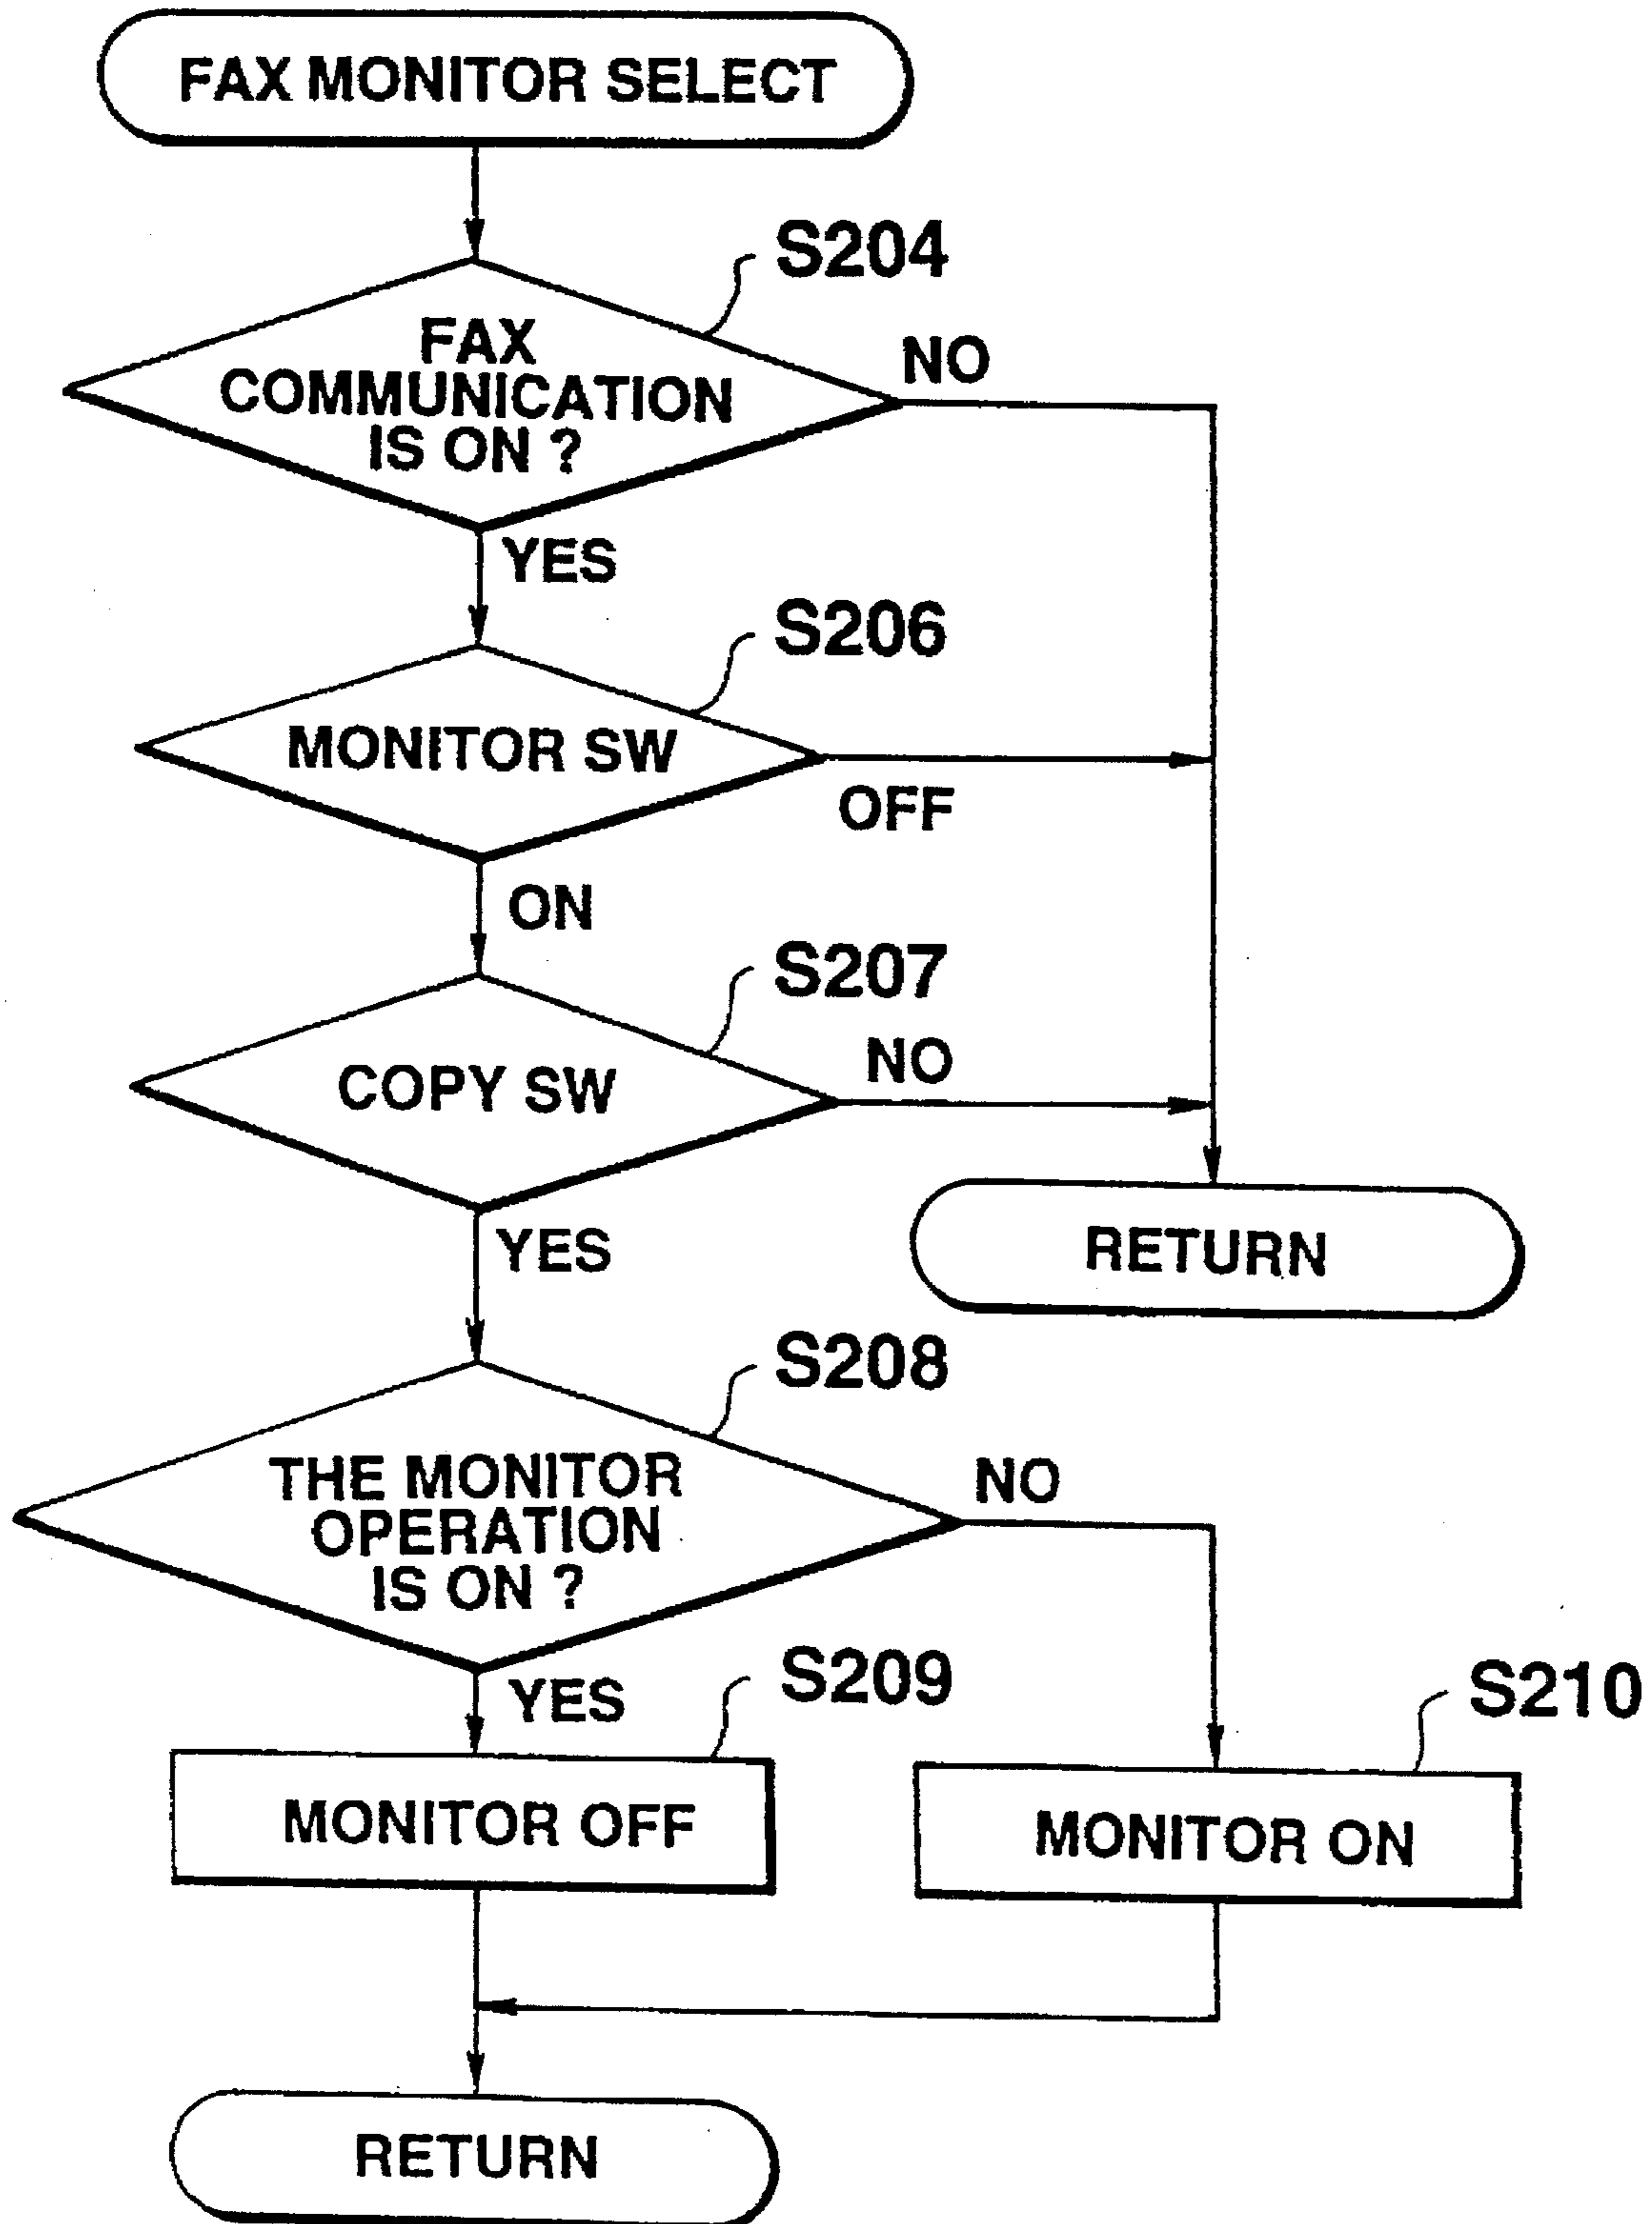 FAX MONITOR SELECT
S204
FAX
COMMUNICATION
IS ON ?
NO
YES
S206
MONITOR SW
OFF
ON
S207
COPY SW
NO
YES
RETURN
S208
THE MONITOR
OPERATION
IS ON ?
NO
YES
S209
S210
MONITOR OFF
MONITOR ON
RETURN